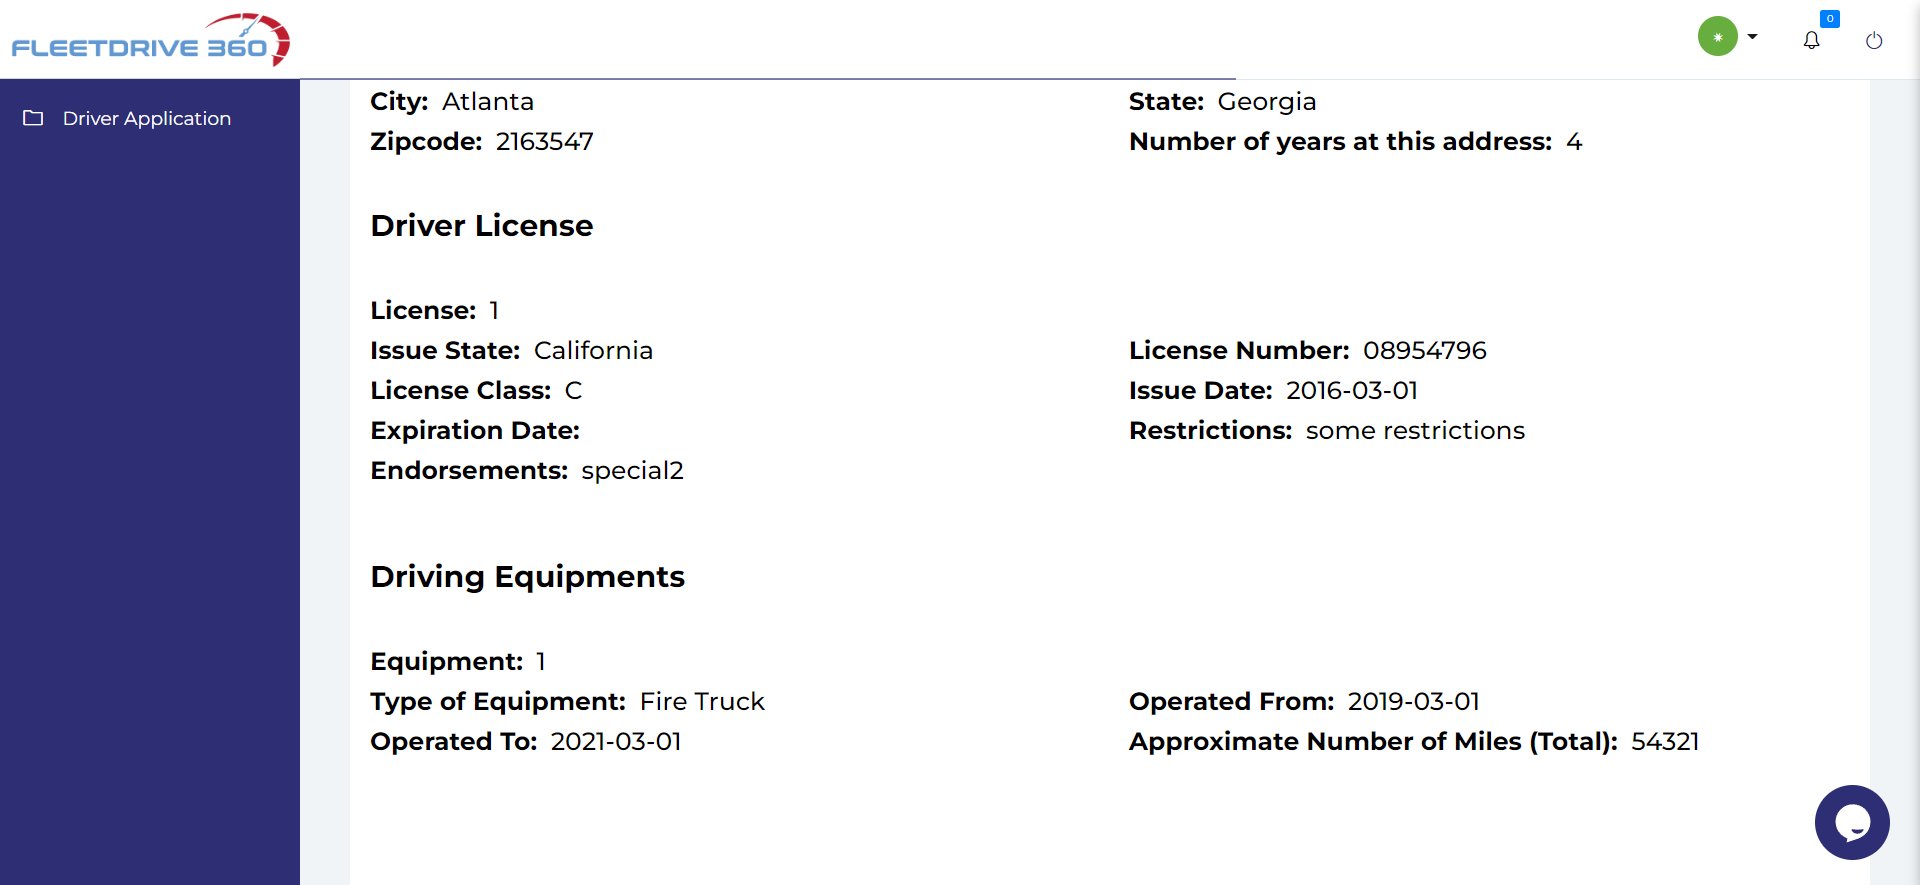 FLEETDRIVE 360
0
Driver Application
City: Atlanta
State: Georgia
Zipcode: 2163547
Number of years at this address: 4
Driver License
License: 1
Issue State: California
License Number: 08954796
License Class: C
Issue Date: 2016-03-01
Expiration Date:
Restrictions: some restrictions
Endorsements: special2
Driving Equipments
Equipment: 1
Type of Equipment: Fire Truck
Operated From: 2019-03-01
Operated To: 2021-03-01
Approximate Number of Miles (Total): 54321